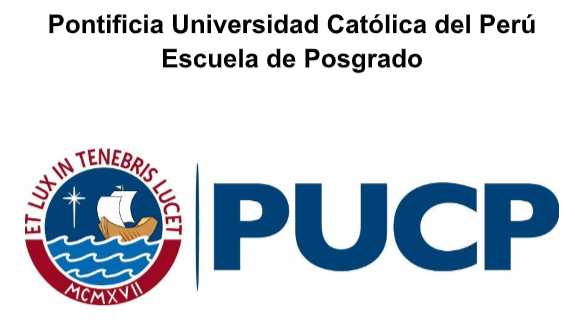 Pontificia Universidad Católica del Perú
Escuela de Posgrado
ET LUX IN TENEBRIS LUCET
MCMXVII
PUCP